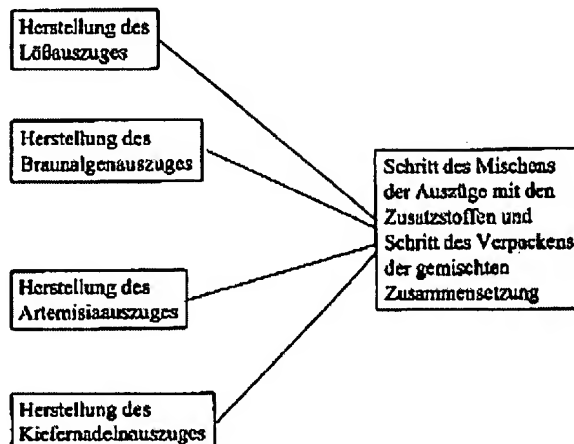 Herstellung des
Lößauszuges
Herstellung des
Braunalgenauszuges
Schritt des Mischens
der Auszüge mit den
Zusatzstoffen und
Schritt des Verpackens
der gemischten
Zusammensetzung
Herstellung des
Artemisiaauszuges
Herstellung des
Kiefernadelnauszuges